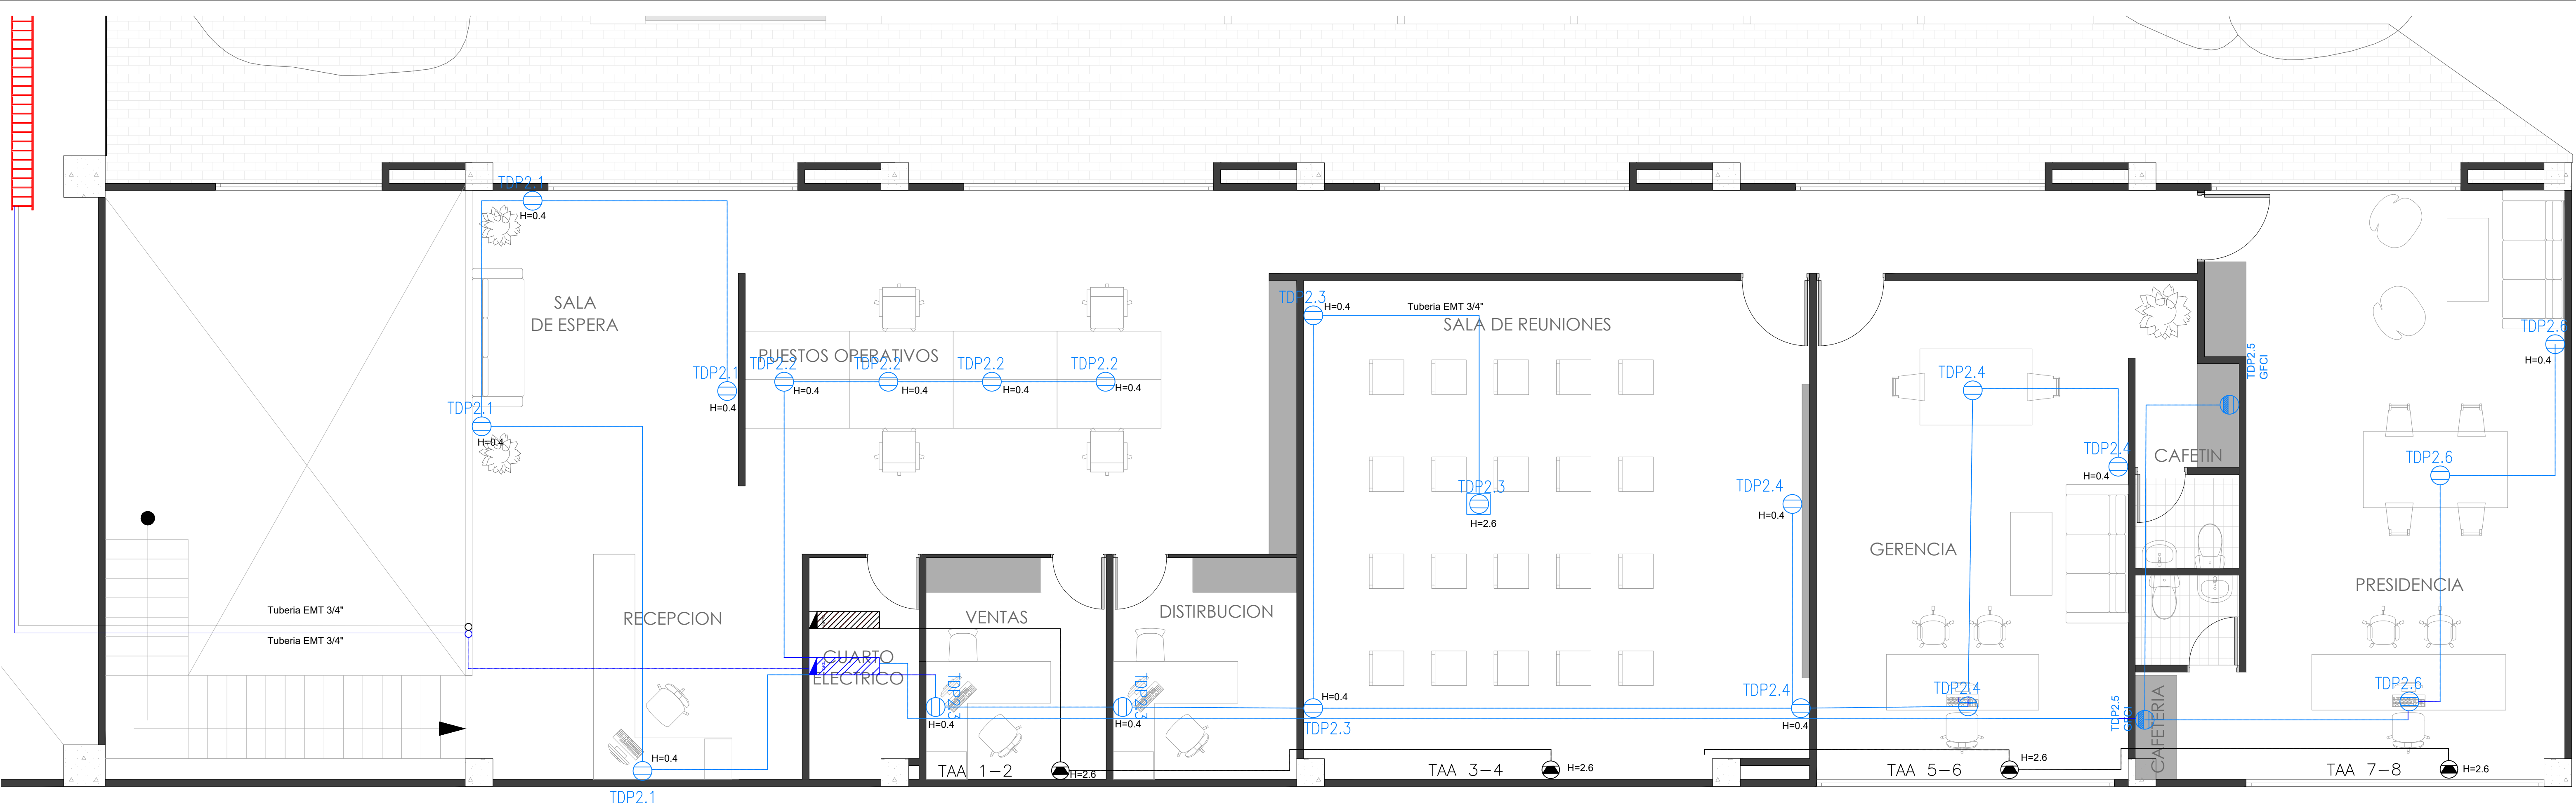 TDP2.1
H=0.4
SALA
DE ESPERA
TDP2.1
H=0.4
TDP2.1
H=0.4
PUESTOS OPERATIVOS
TDP2.2
H=0.4
TDP2.2
H=0.4
TDP2.2
H=0.4
TDP2.2
H=0.4
TDP2.3
H=0.4
Tuberia EMT 3/4"
SALA DE REUNIONES
TDP2.3
H=2.6
TDP2.4
H=0.4
TDP2.4
TDP2.4
H=0.4
TDP2.5
GFCI
CAFETIN
TDP2.6
H=0.4
TDP2.6
GERENCIA
PRESIDENCIA
Tuberia EMT 3/4"
Tuberia EMT 3/4"
RECEPCION
VENTAS
DISTIRBUCION
CUARTO
ELECTRICO
TDP2.3
H=0.4
TDP2.3
H=0.4
H=0.4
TDP2.3
TDP2.4
H=0.4
TDP2.4
TDP2.5
GFCI
CAFETERIA
TDP2.6
H=0.4
TDP2.1
TAA 1-2
H=2.6
TAA 3-4
H=2.6
TAA 5-6
H=2.6
TAA 7-8
H=2.6